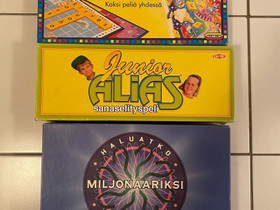 Kaksi peliä yhdessä
Junior
ALIAS
sanaselityspeli
HALUATKO
MILJONÄÄRIKSI